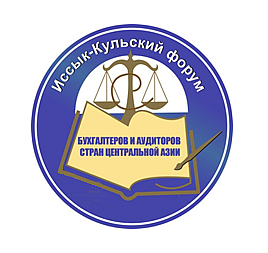 Иссык-Кульский форум
БУХГАЛТЕРОВ И АУДИТОРОВ
СТРАН ЦЕНТРАЛЬНОЙ АЗИИ